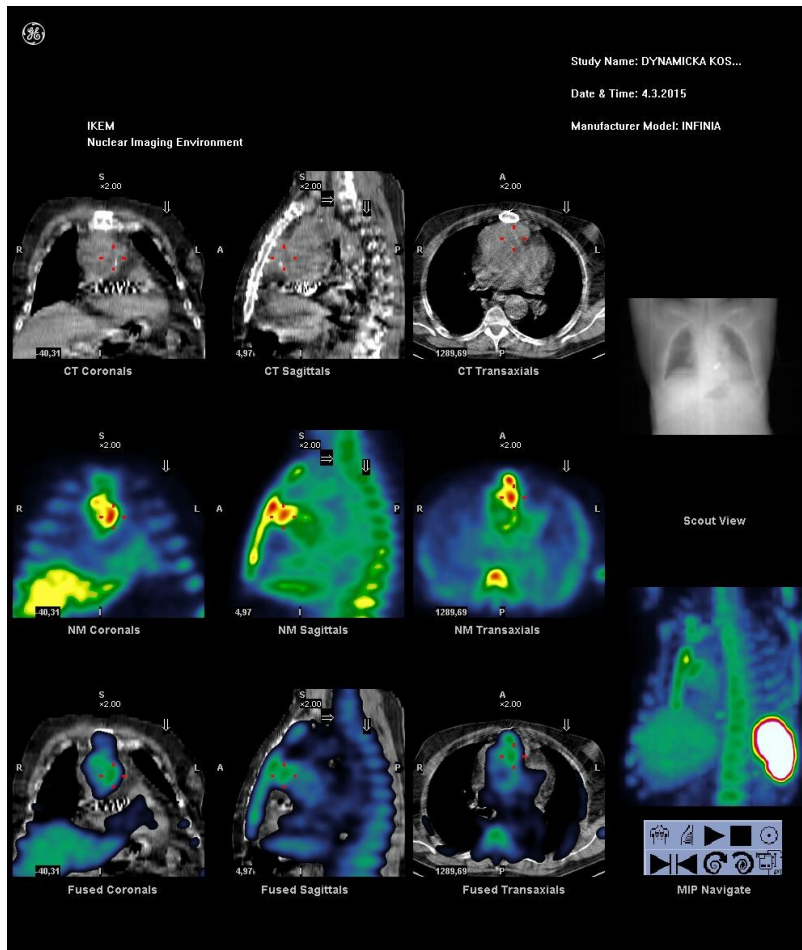 Study Name: DYNAMICKA KOS...
Date & Time: 4.3.2015
IKEM
Manufacturer Model: INFINIA
Nuclear Imaging Environment
S
×2.00
S
×2.00
A
×2.00
R
L
A
P
R
L
-40,31
I
4,97
I
1289,69
P
CT Coronals
CT Sagittals
CT Transaxials
S
×2.00
S
×2.00
A
×2.00
R
L
A
P
R
L
Scout View
-40,31
I
4,97
I
1289,69
P
NM Coronals
NM Sagittals
NM Transaxials
S
×2.00
S
×2.00
A
×2.00
R
L
A
P
R
L
-40,31
I
4,97
I
1289,69
P
Fused Coronals
Fused Sagittals
Fused Transaxials
MIP Navigate